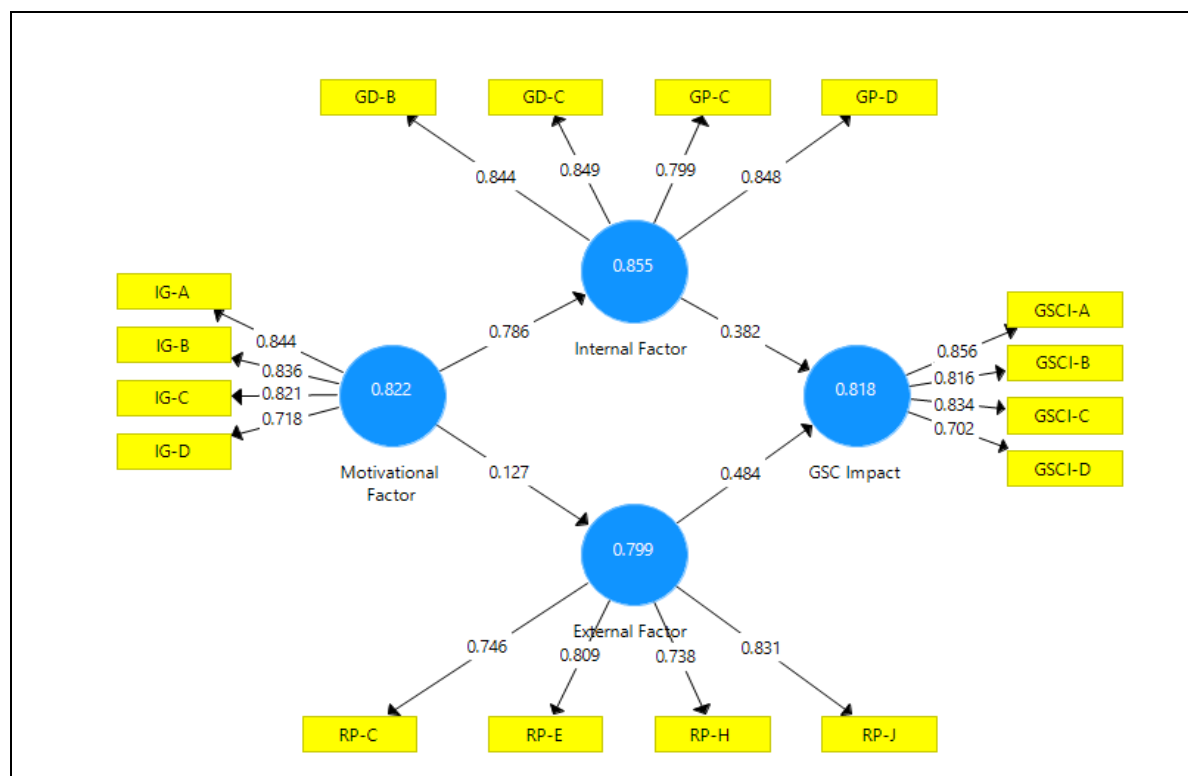 GD-B
GD-C
GP-C
GP-D
0.844
0.849
0.799
0.848
0.855
Internal Factor
IG-A
IG-B
IG-C
IG-D
0.844
0.836
0.821
0.718
0.822
Motivational
Factor
0.786
0.127
0.382
0.484
0.818
GSC Impact
0.856
0.816
0.834
0.702
GSCI-A
GSCI-B
GSCI-C
GSCI-D
0.799
External Factor
0.746
0.809
0.738
0.831
RP-C
RP-E
RP-H
RP-J